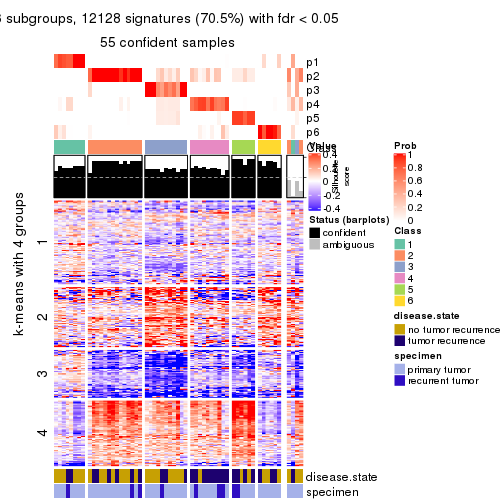 6 subgroups, 12128 signatures (70.5%) with fdr < 0.05
55 confident samples
p1
p2
p3
p4
p5
p6
Class
Silhouette
score
k-means with 4 groups
1
2
3
4
disease.state
specimen
Value
0.4
0.2
0
-0.2
-0.4
Status (barplots)
confident
ambiguous
Prob
1
0.8
0.6
0.4
0.2
0
Class
1
2
3
4
5
6
disease.state
no tumor recurrence
tumor recurrence
specimen
primary tumor
recurrent tumor